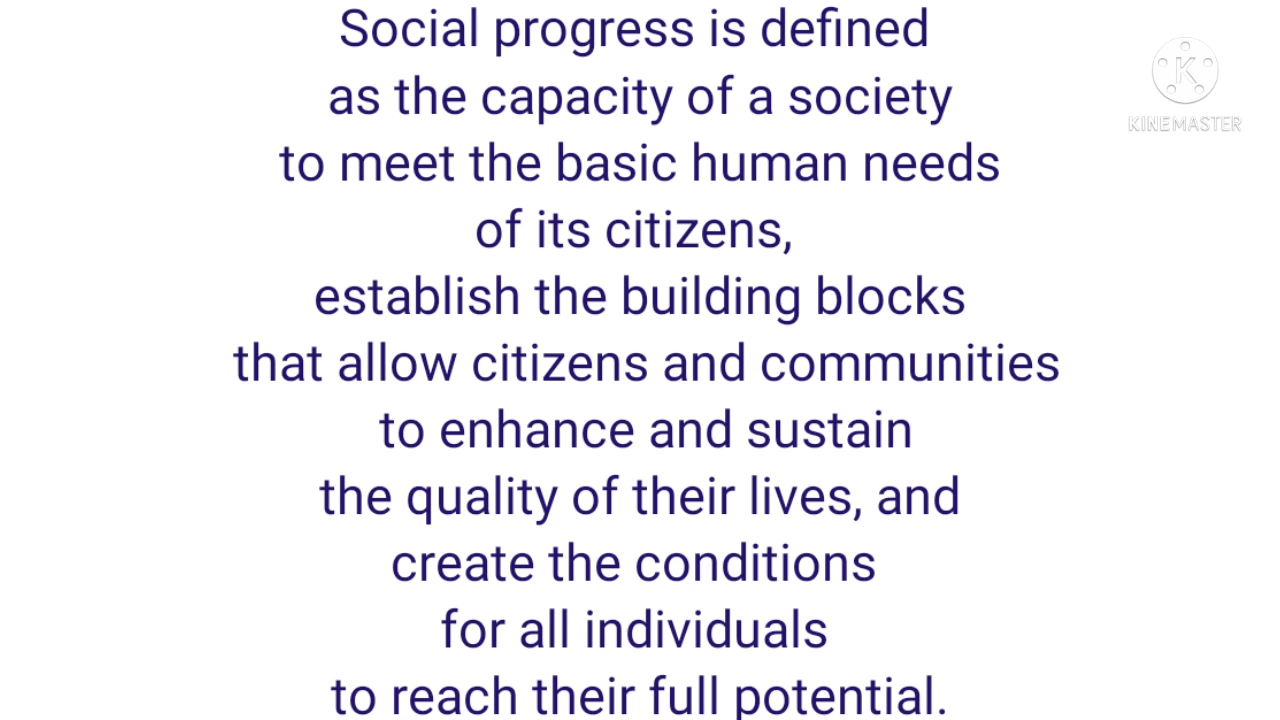 Social progress is defined
as the capacity of a society
to meet the basic human needs
of its citizens,
establish the building blocks
that allow citizens and communities
to enhance and sustain
the quality of their lives, and
create the conditions
for all individuals
to reach their full potential.
K
KINEMASTER